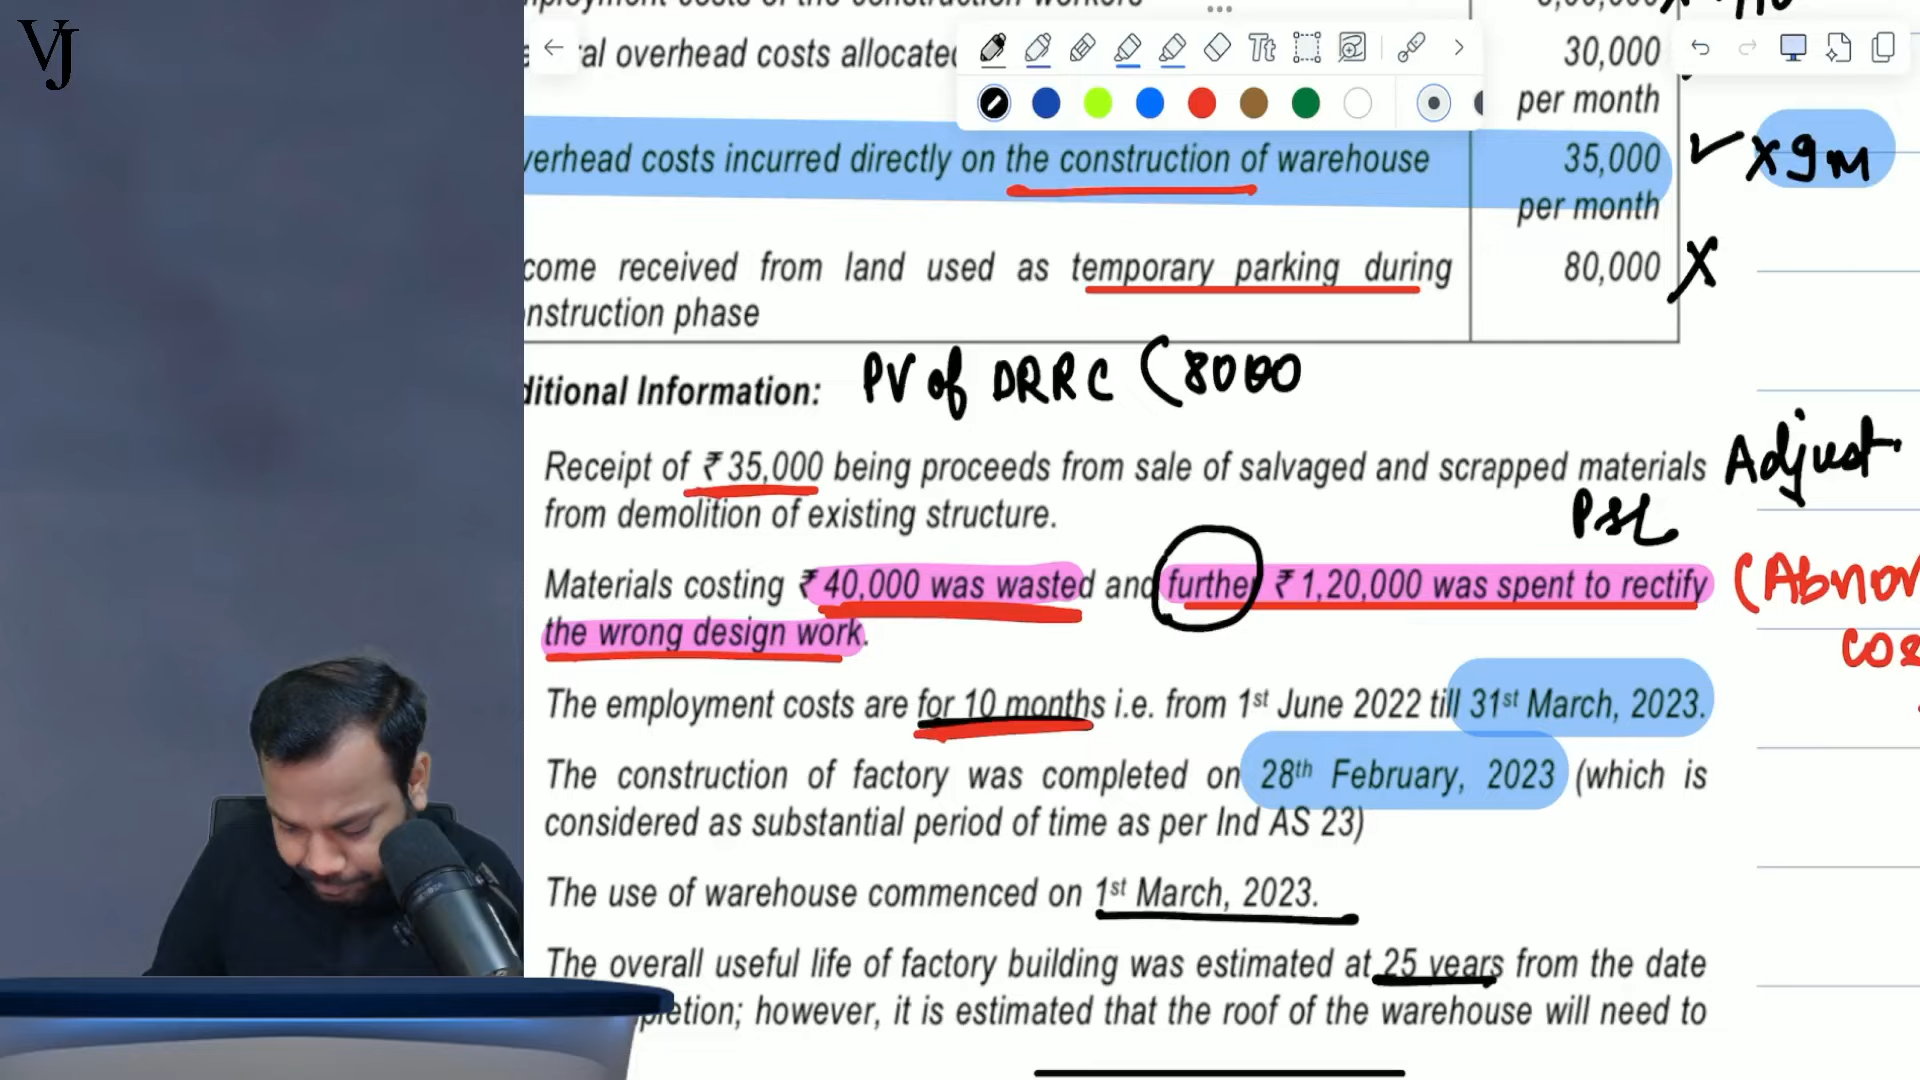 VJ
al overhead costs allocated
30,000
per month
verhead costs incurred directly on the construction of warehouse 35,000 ✓ x 9m
per month
come received from land used as temporary parking during 80,000 X
nstruction phase
ditional Information: PV of DRRC (8000
Receipt of ₹ 35,000 being proceeds from sale of salvaged and scrapped materials Adjust.
from demolition of existing structure. P&L
Materials costing ₹ 40,000 was wasted and further ₹ 1,20,000 was spent to rectify (Abnor
the wrong design work. Cos
The employment costs are for 10 months i.e. from 1st June 2022 till 31st March, 2023.
The construction of factory was completed on 28th February, 2023 (which is
considered as substantial period of time as per Ind AS 23)
The use of warehouse commenced on 1st March, 2023.
The overall useful life of factory building was estimated at 25 years from the date
pletion; however, it is estimated that the roof of the warehouse will need to